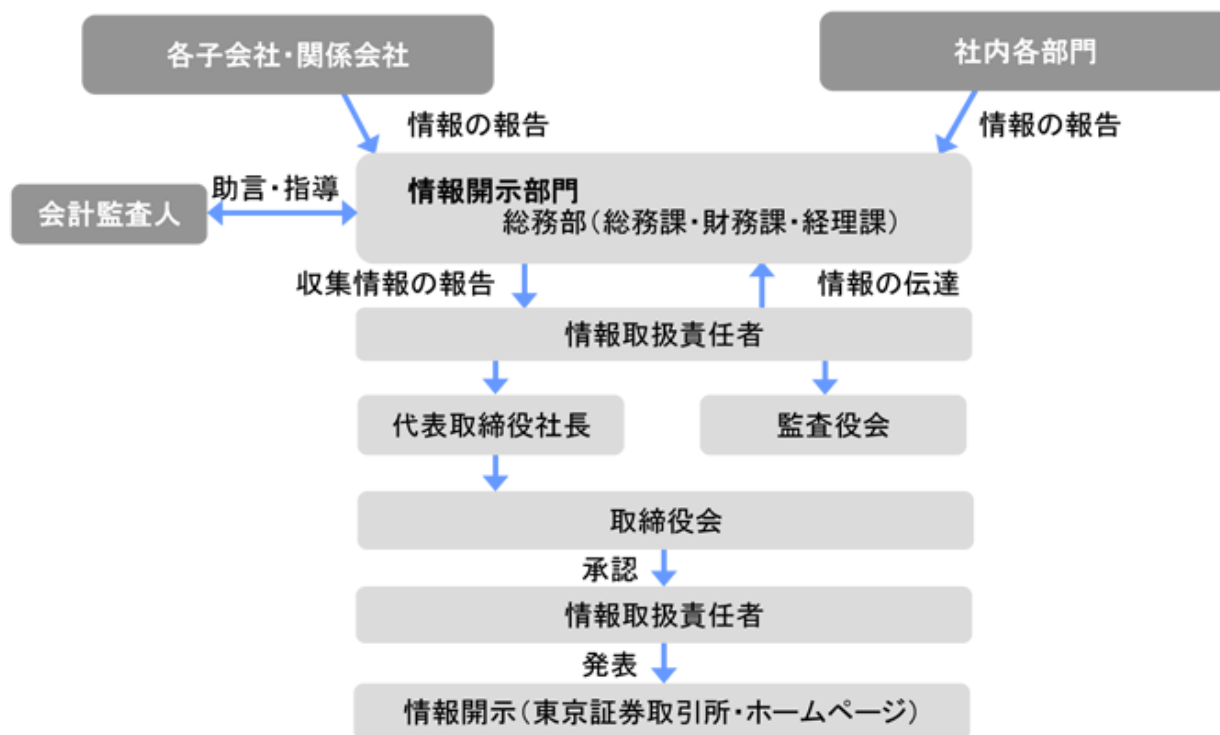 各子会社・関係会社
社内各部門
情報の報告
情報の報告
会計監査人
助言・指導
情報開示部門
総務部（総務課・財務課・経理課）
収集情報の報告
情報の伝達
情報取扱責任者
代表取締役社長
監査役会
取締役会
承認
情報取扱責任者
発表
情報開示（東京証券取引所・ホームページ）